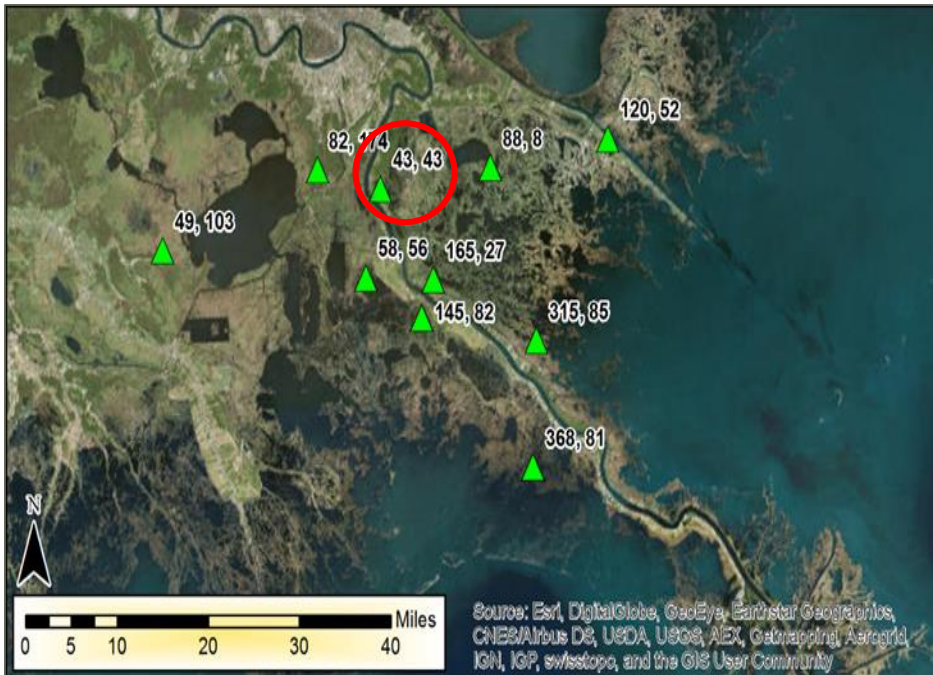 120, 52
82, 174
88, 8
43, 43
49, 103
58, 56
165, 27
145, 82
315, 85
368, 81
N
Miles
0 5 10 20 30 40
Source: Esri, DigitalGlobe, GeoEye, Earthstar Geographics,
CNES/Airbus DS, USDA, USGS, AEX, Getmapping, Aerogrid,
IGN, IGP, swisstopo, and the GIS User Community